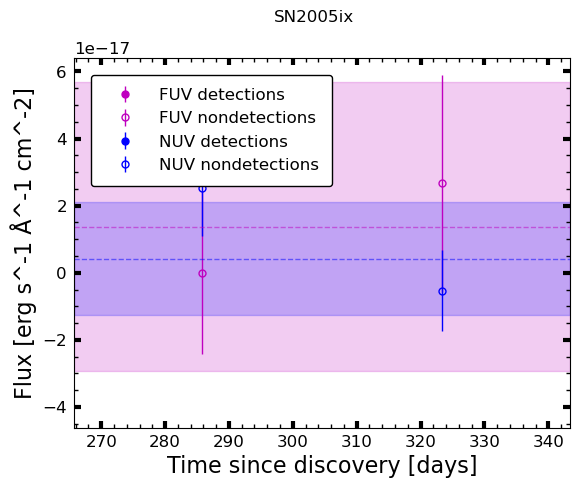 SN2005ix
1e−17
6
4
2
0
−2
−4
FUV detections
FUV nondetections
NUV detections
NUV nondetections
Flux [erg s^-1 Å^-1 cm^-2]
270 280 290 300 310 320 330 340
Time since discovery [days]